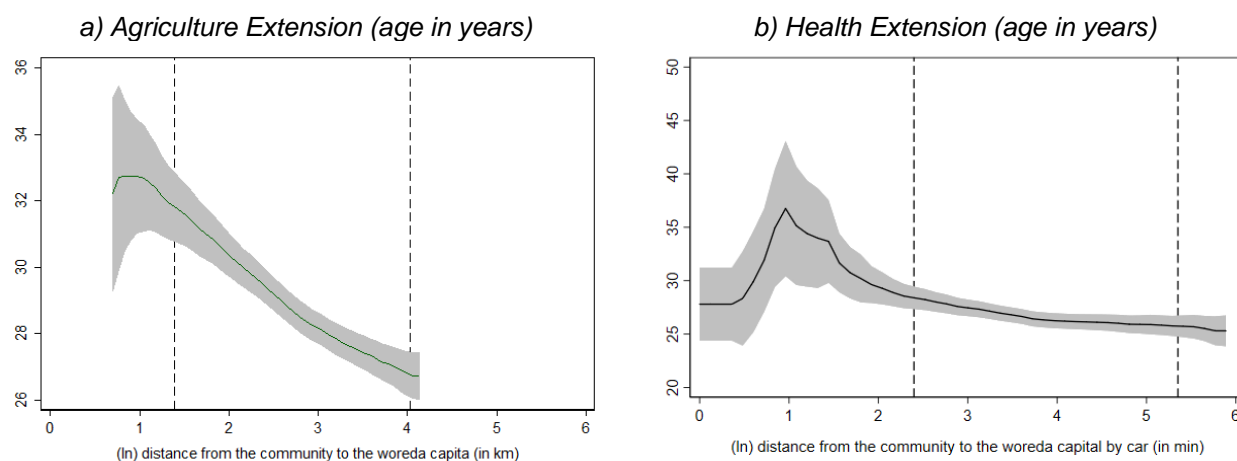 a) Agriculture Extension (age in years)
36
34
32
30
28
26
0 1 2 3 4 5 6
(ln) distance from the community to the woreda capita (in km)
b) Health Extension (age in years)
50
45
40
35
30
25
20
0 1 2 3 4 5 6
(ln) distance from the community to the woreda capital by car (in min)